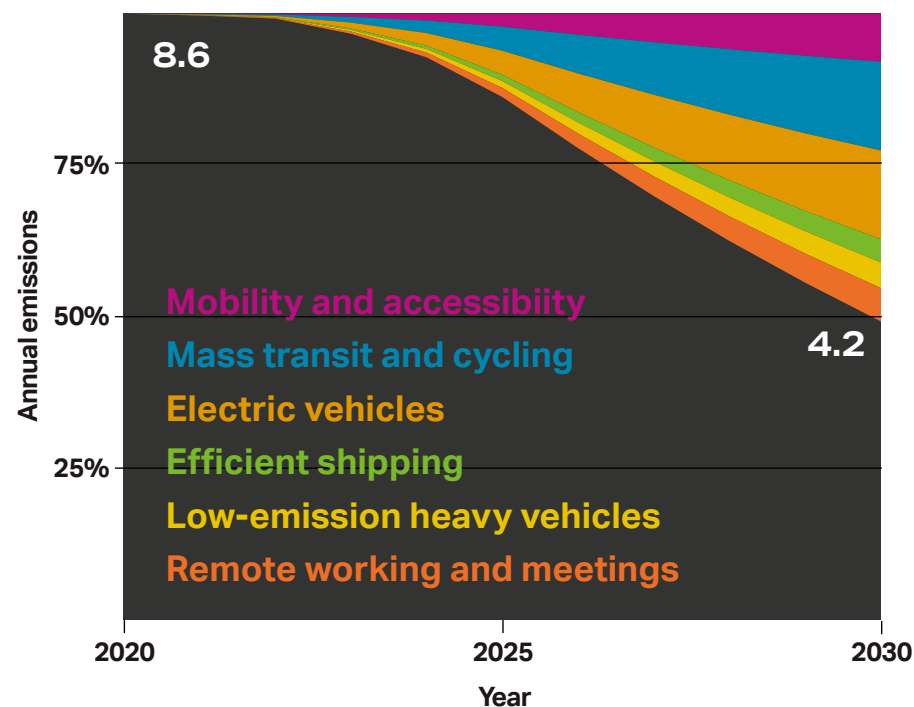 8.6
75%
Annual emissions
Mobility and accessibiity
50%
4.2
Mass transit and cycling
Electric vehicles
25%
Efficient shipping
Low-emission heavy vehicles
Remote working and meetings
2020
2025
2030
Year